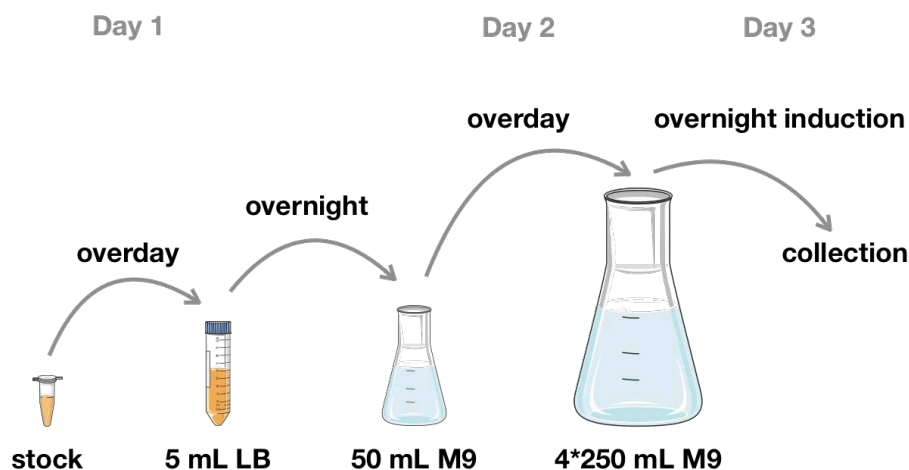 Day 1
Day 2
Day 3
overday
overnight
overday
overnight induction
collection
stock
5 mL LB
50 mL M9
4*250 mL M9